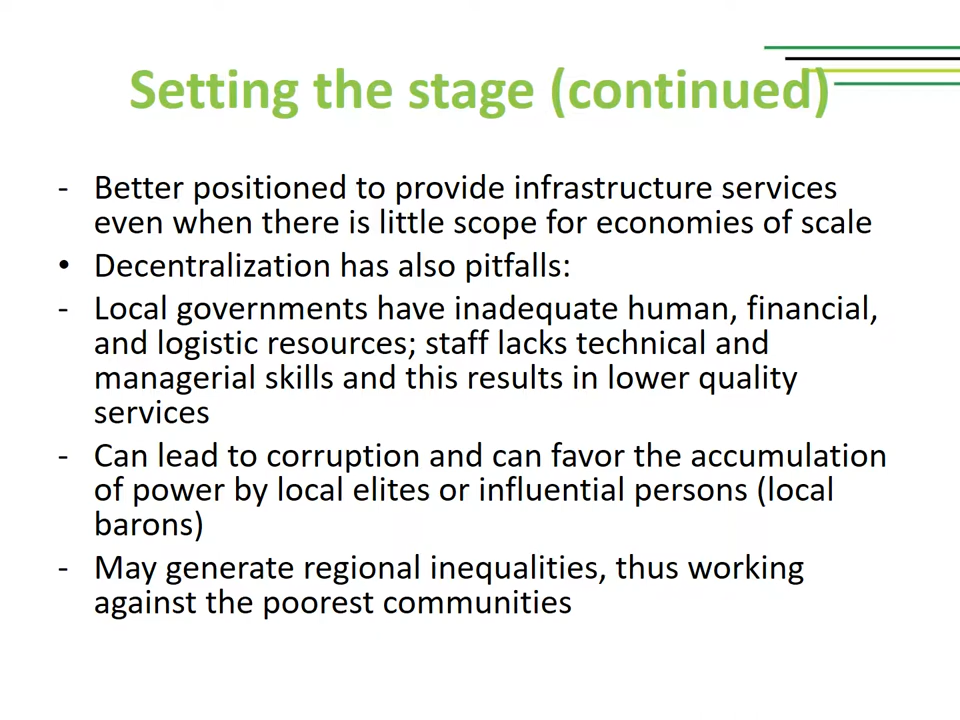 Setting the stage (continued)
- Better positioned to provide infrastructure services
even when there is little scope for economies of scale
• Decentralization has also pitfalls:
- Local governments have inadequate human, financial,
and logistic resources; staff lacks technical and
managerial skills and this results in lower quality
services
- Can lead to corruption and can favor the accumulation
of power by local elites or influential persons (local
barons)
- May generate regional inequalities, thus working
against the poorest communities